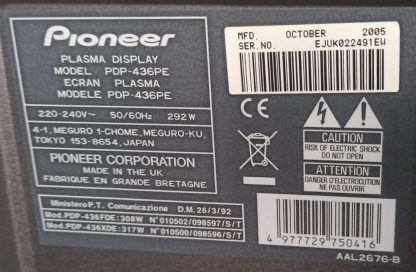 Pioneer
PLASMA DISPLAY
MODEL PDP-436PE
ECRAN PLASMA
MODELE PDP-436PE
220-240V~ 50/60Hz 292W
4-1, MEGURO 1-CHOME, MEGURO-KU,
TOKYO 153-8654, JAPAN
PIONEER CORPORATION
MADE IN THE UK
FABRIQUE EN GRANDE BRETAGNE
Ministero P.T. Comunicazione D.M.26/3/92
Mod.PDP-436FDE:308W N°010502/098597/S/T
Mod.PDP-436XDE:317W N°010500/098596/S/T
MFD. OCTOBER 2005
SER.NO. EJUK022491EW
CE
CAUTION
RISK OF ELECTRIC SHOCK
DO NOT OPEN
ATTENTION
DANGER D'ELECTROCUTION
NE PAS OUVRIR
4 977729 750416
AAL2676-B